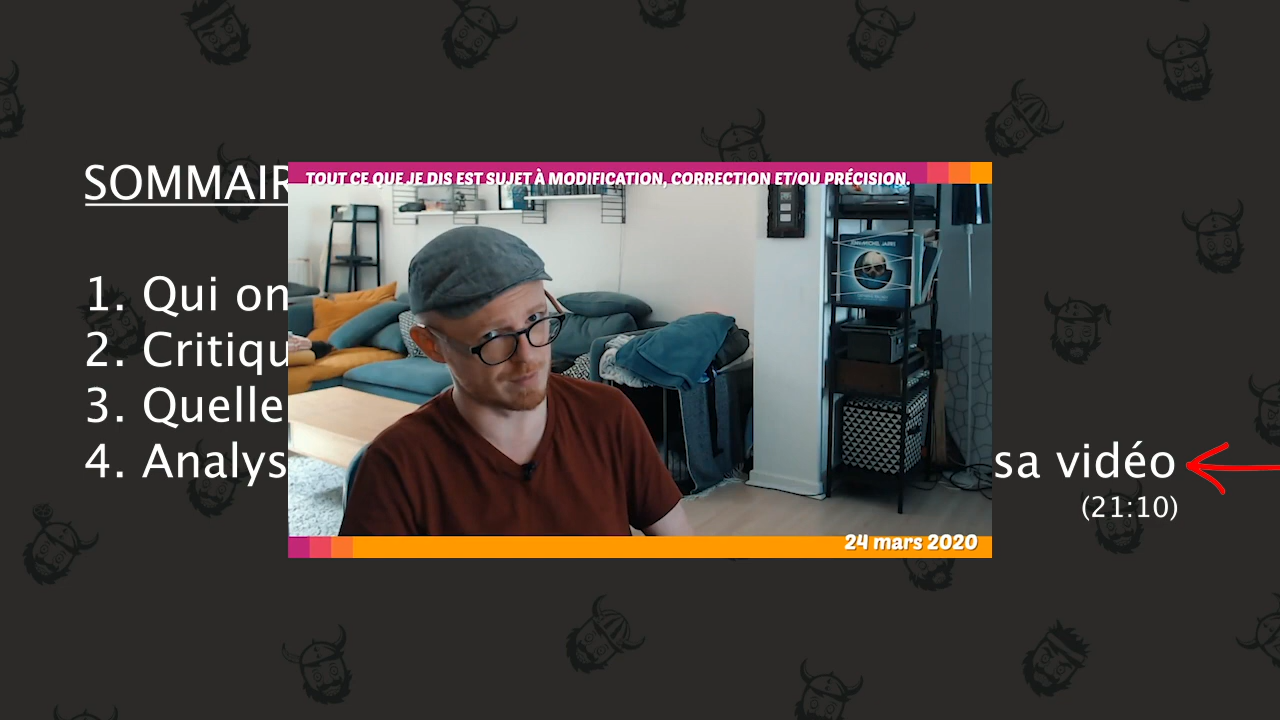 SOMMAIR
TOUT CE QUE JE DIS EST SUJET À MODIFICATION, CORRECTION ET/OU PRÉCISION.
1. Qui on
2. Critiqu
3. Quelle
4. Analys
sa vidéo
(21:10)
24 mars 2020